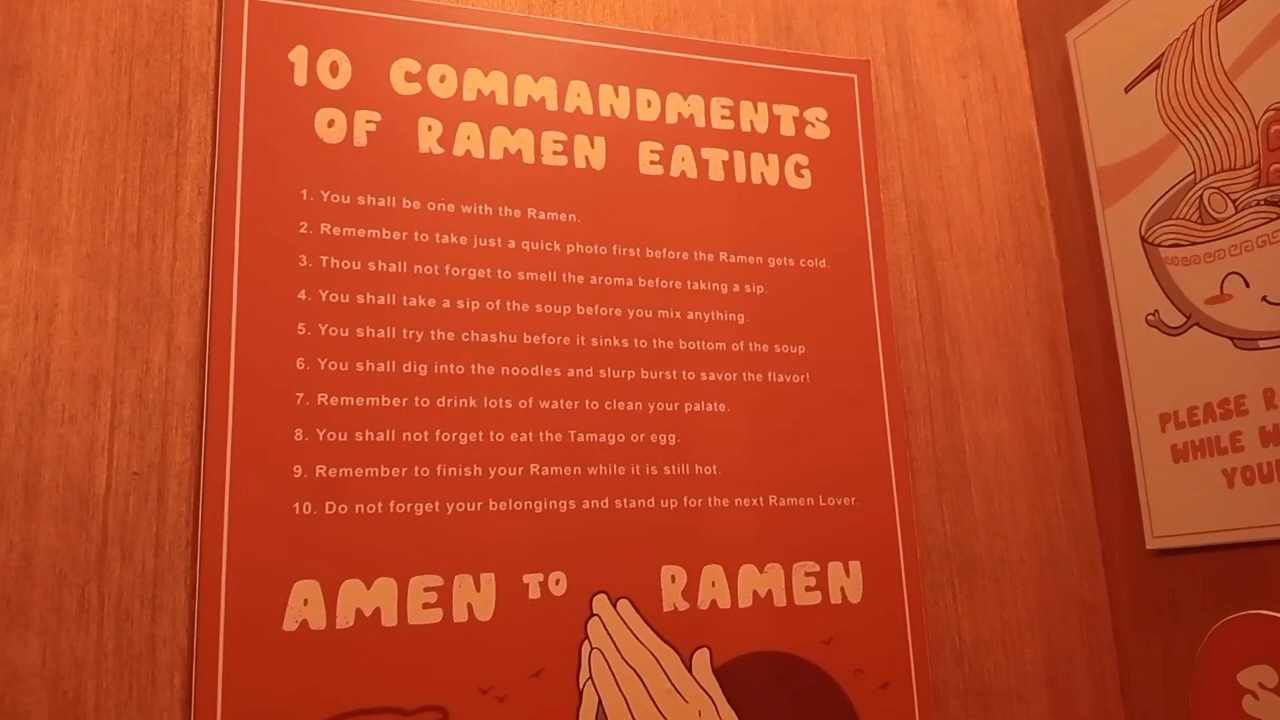 10 COMMANDMENTS
OF RAMEN EATING
1. You shall be one with the Ramen.
2. Remember to take just a quick photo first before the Ramen gets cold.
3. Thou shall not forget to smell the aroma before taking a sip.
4. You shall take a sip of the soup before you mix anything.
5. You shall try the chashu before it sinks to the bottom of the soup.
6. You shall dig into the noodles and slurp burst to savor the flavor!
7. Remember to drink lots of water to clean your palate.
8. You shall not forget to eat the Tamago or egg.
9. Remember to finish your Ramen while it is still hot.
10. Do not forget your belongings and stand up for the next Ramen Lover.
AMEN TO RAMEN
PLEASE
WHILE